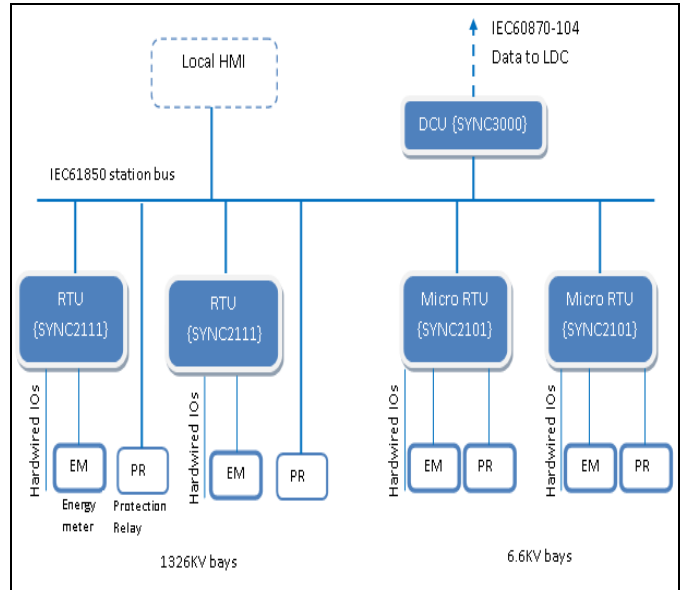 IEC60870-104
Data to LDC
Local HMI
DCU {SYNC3000}
IEC61850 station bus
RTU
{SYNC2111}
RTU
{SYNC2111}
Micro RTU
{SYNC2101}
Micro RTU
{SYNC2101}
Hardwired IOs
Hardwired IOs
Hardwired IOs
Hardwired IOs
EM
PR
EM
PR
EM
PR
EM
PR
Energy
meter
Protection
Relay
1326KV bays
6.6KV bays